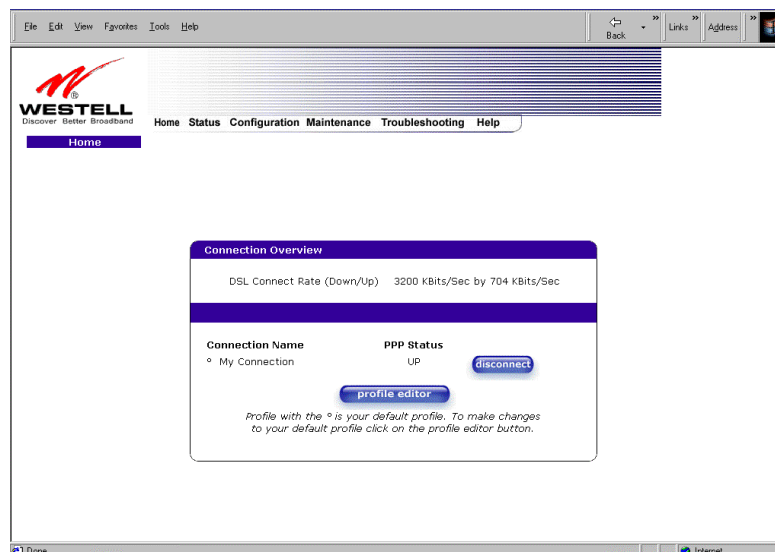 File Edit View Favorites Tools Help
Back » Links » Address »
®
WESTELL
Discover Better Broadband
Home Status Configuration Maintenance Troubleshooting Help
Home
Connection Overview
DSL Connect Rate (Down/Up) 3200 KBits/Sec by 704 KBits/Sec
Connection Name PPP Status
° My Connection UP disconnect
profile editor
Profile with the ° is your default profile. To make changes
to your default profile click on the profile editor button.
Done Internet